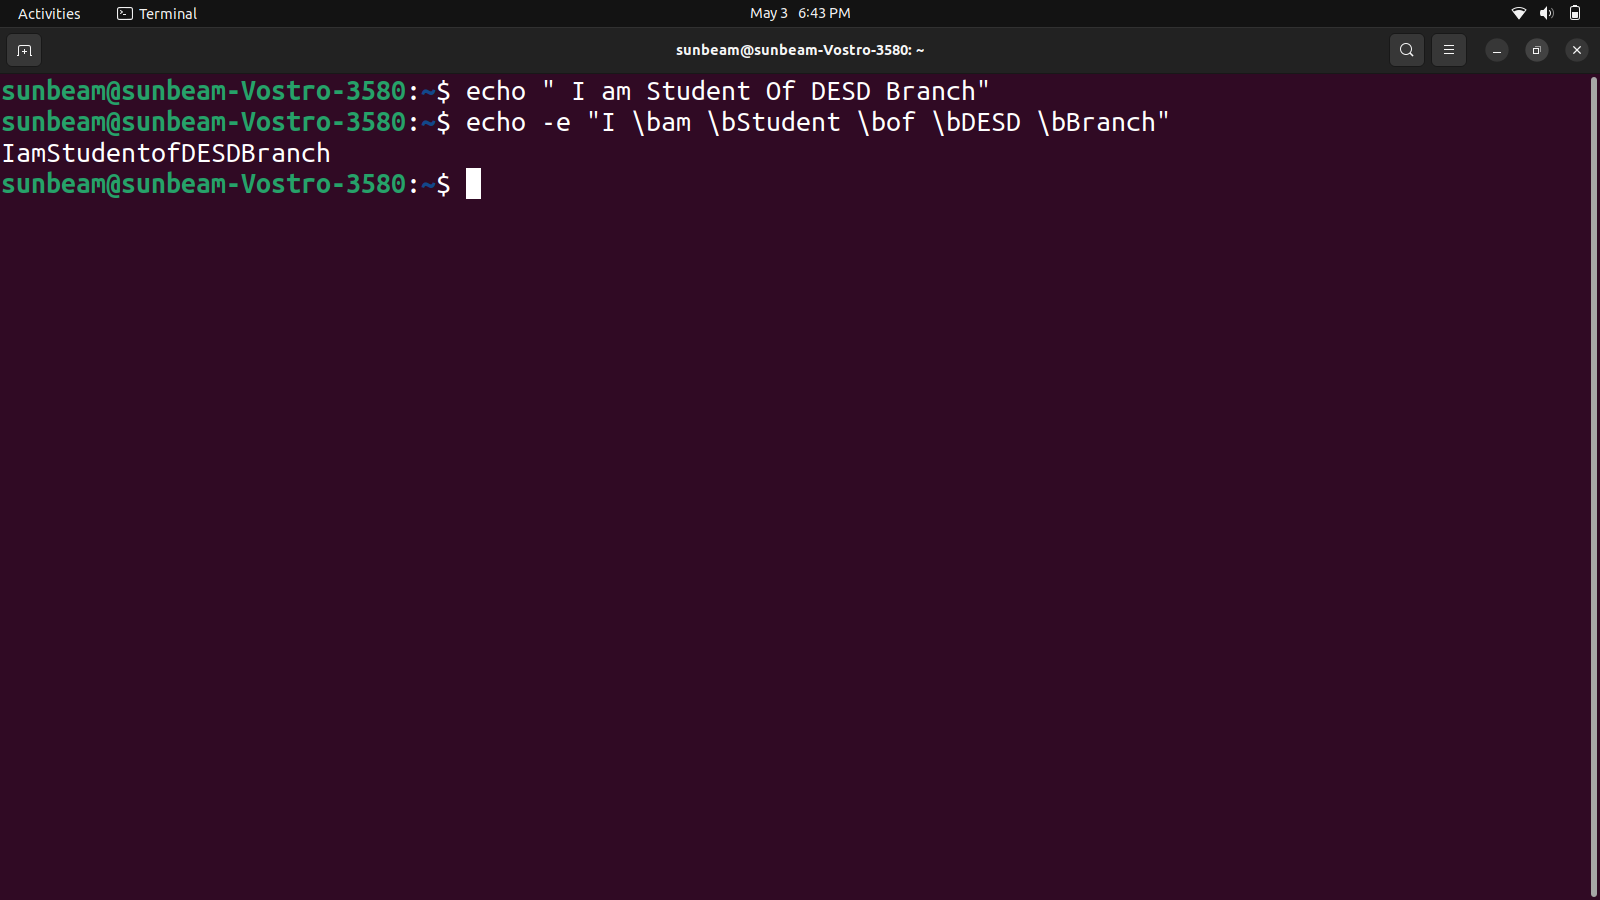 Activities Terminal May 3 6:43 PM
sunbeam@sunbeam-Vostro-3580: ~
sunbeam@sunbeam-Vostro-3580:~$ echo " I am Student Of DESD Branch"
sunbeam@sunbeam-Vostro-3580:~$ echo -e "I \bam \bStudent \bof \bDESD \bBranch"
IamStudentofDESDBranch
sunbeam@sunbeam-Vostro-3580:~$